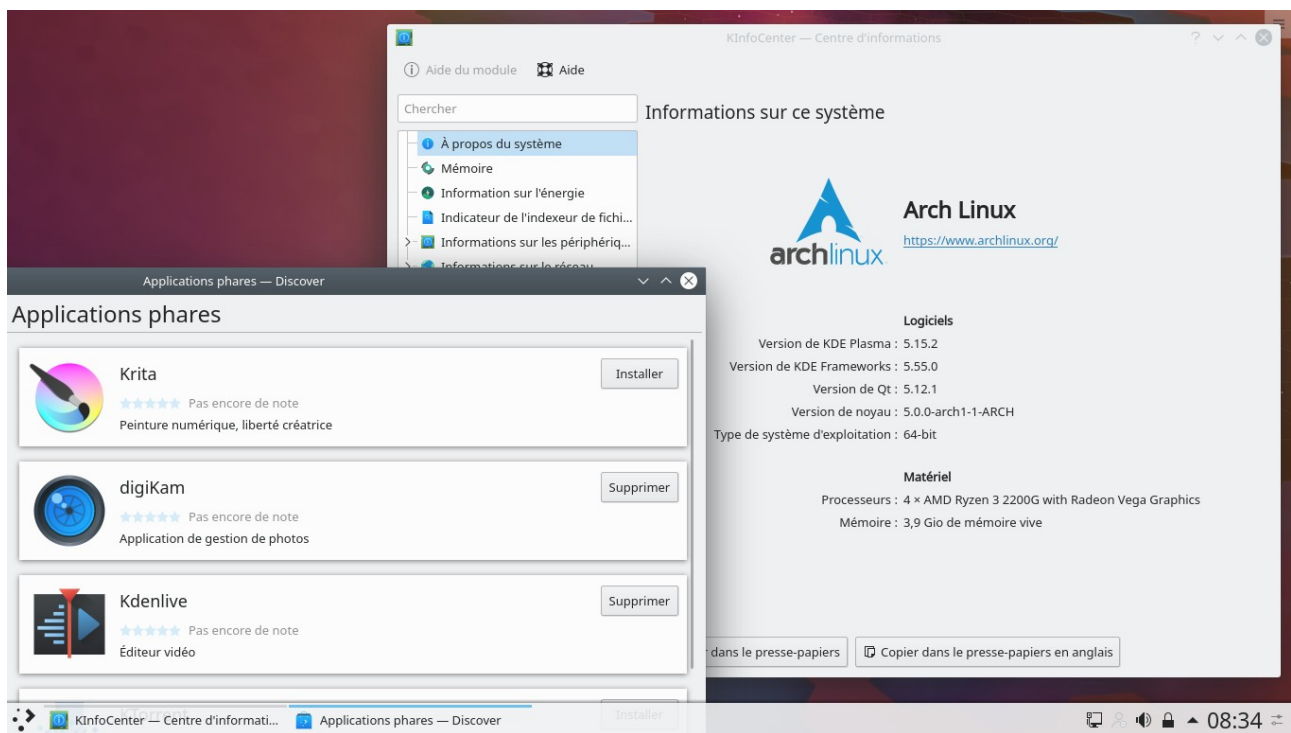 KInfoCenter — Centre d'informations
Aide du module
Aide
Chercher
À propos du système
Mémoire
Information sur l'énergie
Indicateur de l'indexeur de fichi...
Informations sur les périphériq...
Informations sur le réseau
Informations sur ce système
archlinux
Arch Linux
https://www.archlinux.org/
Logiciels
Version de KDE Plasma : 5.15.2
Version de KDE Frameworks : 5.55.0
Version de Qt : 5.12.1
Version de noyau : 5.0.0-arch1-1-ARCH
Type de système d'exploitation : 64-bit
Matériel
Processeurs : 4 × AMD Ryzen 3 2200G with Radeon Vega Graphics
Mémoire : 3,9 Gio de mémoire vive
dans le presse-papiers
Copier dans le presse-papiers en anglais
Applications phares — Discover
Applications phares
Krita
Pas encore de note
Peinture numérique, liberté créatrice
Installer
digiKam
Pas encore de note
Application de gestion de photos
Supprimer
Kdenlive
Pas encore de note
Éditeur vidéo
Supprimer
KTorrent
Installer
KInfoCenter — Centre d'informati...
Applications phares — Discover
08:34